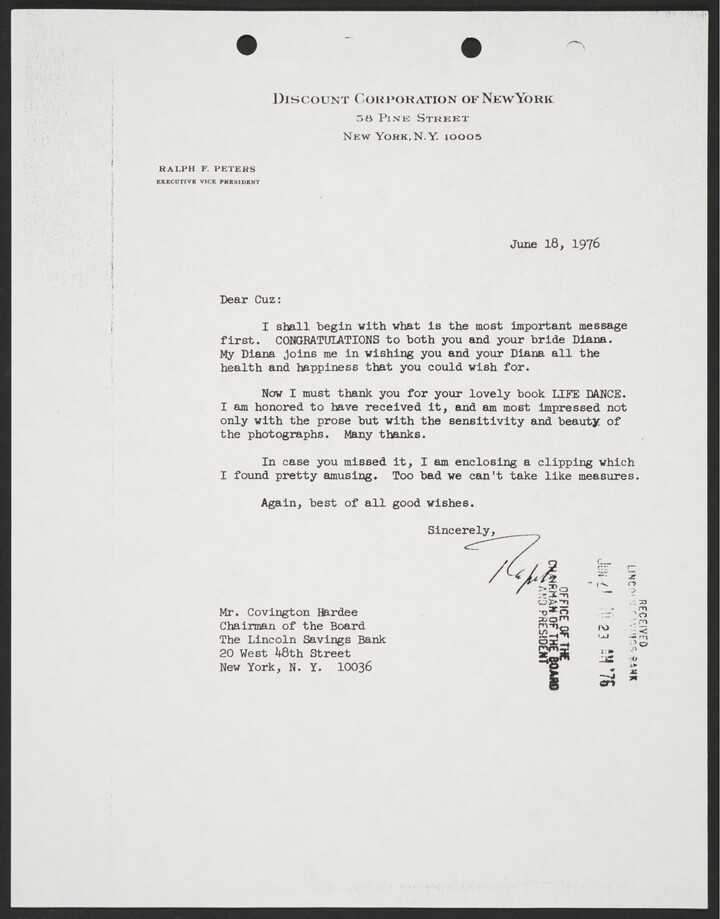 DISCOUNT CORPORATION OF NEW YORK
58 PINE STREET
NEW YORK, N.Y. 10005
RALPH F. PETERS
EXECUTIVE VICE PRESIDENT
June 18, 1976
Dear Cuz:
I shall begin with what is the most important message
first. CONGRATULATIONS to both you and your bride Diana.
My Diana joins me in wishing you and your Diana all the
health and happiness that you could wish for.
Now I must thank you for your lovely book LIFE DANCE.
I am honored to have received it, and am most impressed not
only with the prose but with the sensitivity and beauty of
the photographs. Many thanks.
In case you missed it, I am enclosing a clipping which
I found pretty amusing. Too bad we can't take like measures.
Again, best of all good wishes.
Sincerely,
Ralph
Mr. Covington Hardee
Chairman of the Board
The Lincoln Savings Bank
20 West 48th Street
New York, N. Y. 10036
RECEIVED
LINCOLN SAVINGS BANK
JUN 23 AM '76
OFFICE OF THE
CHAIRMAN OF THE BOARD
AND PRESIDENT